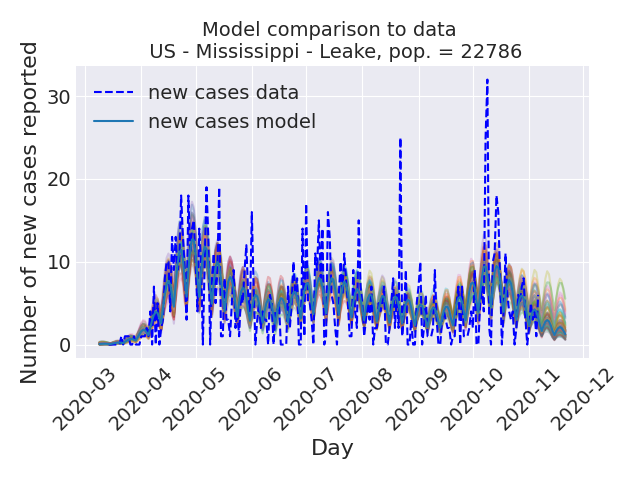 Model comparison to data
US - Mississippi - Leake, pop. = 22786
Number of new cases reported
30
20
10
0
new cases data
new cases model
2020-03
2020-04
2020-05
2020-06
2020-07
2020-08
2020-09
2020-10
2020-11
2020-12
Day